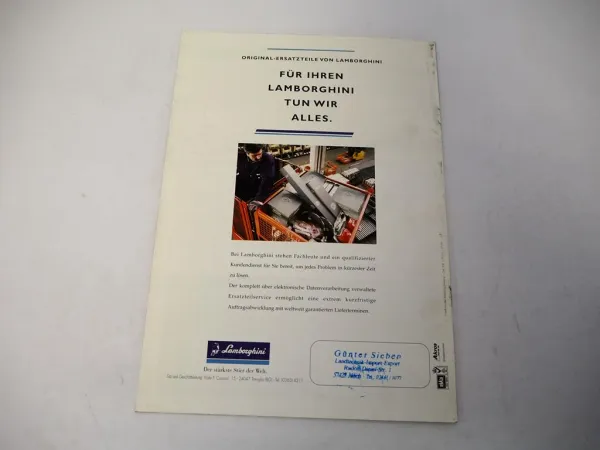 ORIGINAL-ERSATZTEILE VON LAMBORGHINI
FÜR IHREN
LAMBORGHINI
TUN WIR
ALLES.
Bei Lamborghini stehen Fachleute und ein qualifizierter
Kundendienst für Sie bereit, um jedes Problem in kürzester Zeit
zu lösen.
Der komplett über elektronische Datenverarbeitung verwaltete
Ersatzteilservice ermöglicht eine extrem kurzfristige
Auftragsabwicklung mit weltweit garantierten Lieferterminen.
Lamborghini
Der stärkste Stier der Welt.
Günter Sieben